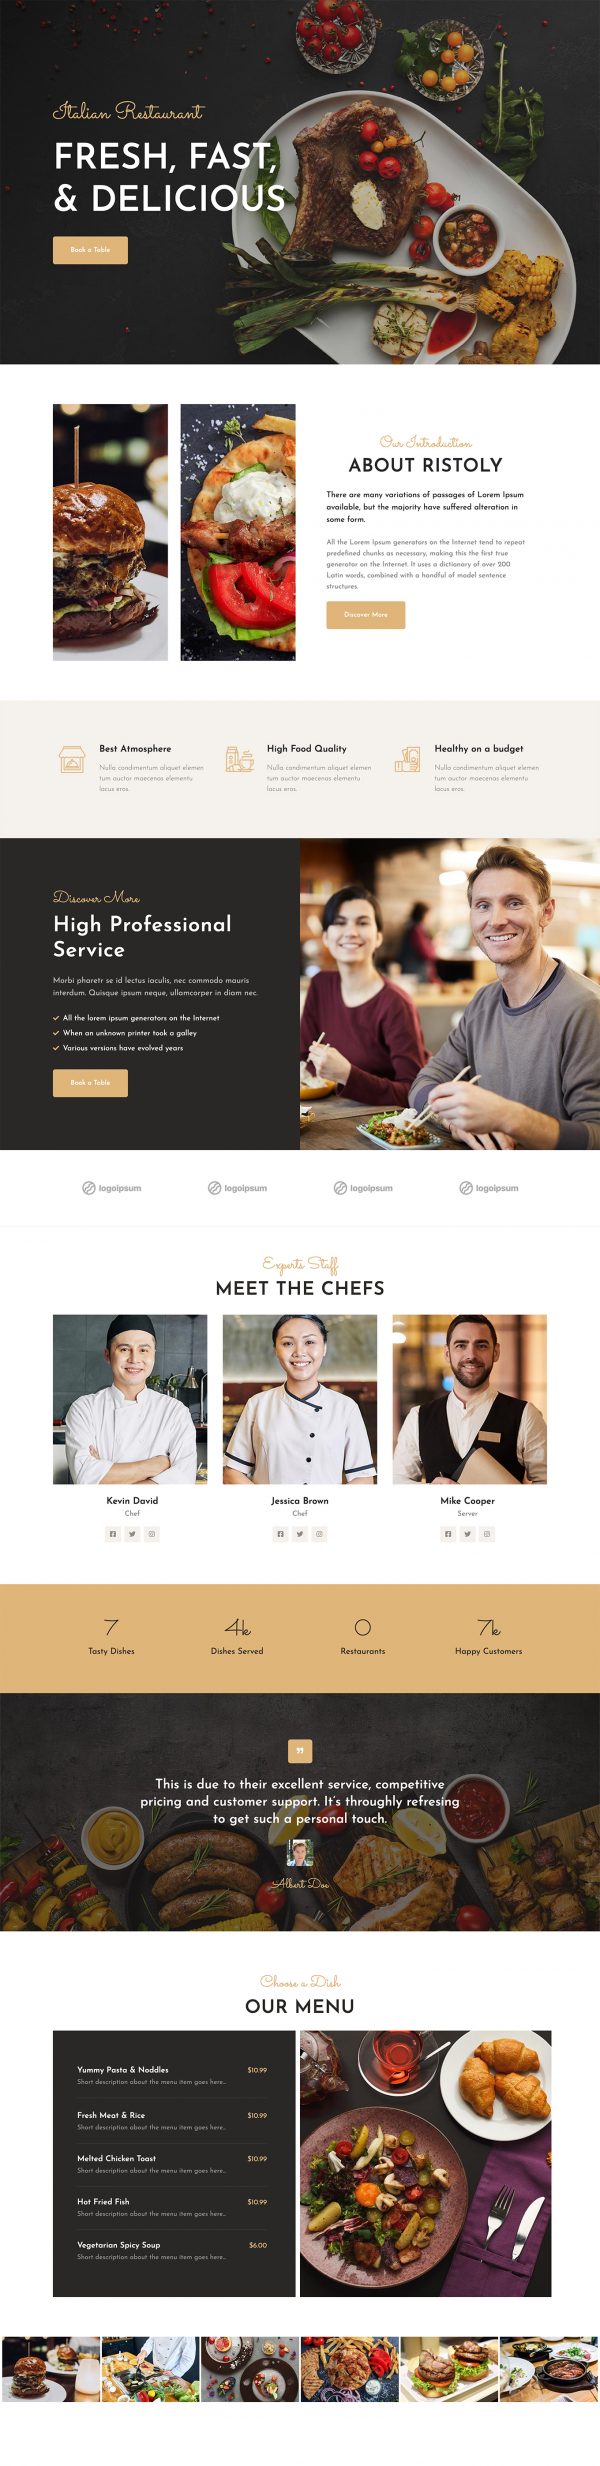 Italian Restaurant
FRESH, FAST,
& DELICIOUS
Book a Table
Our Introduction
ABOUT RISTOLY
There are many variations of passages of Lorem Ipsum
available, but the majority have suffered alteration in
some form.
All the Lorem Ipsum generators on the Internet tend to repeat
predefined chunks as necessary, making this the first true
generator on the Internet. It uses a dictionary of over 200
Latin words, combined with a handful of model sentence
structures.
Discover More
Best Atmosphere
Nulla condimentum aliquet elemen
tum auctor maecenas elementu
lacus eros.
High Food Quality
Nulla condimentum aliquet elemen
tum auctor maecenas elementu
lacus eros.
Healthy on a budget
Nulla condimentum aliquet elemen
tum auctor maecenas elementu
lacus eros.
Discover More
High Professional
Service
Morbi pharetr se id lectus iaculis, nec commodo mauris
interdum. Quisque ipsum neque, ullamcorper in diam nec.
All the lorem ipsum generators on the Internet
When an unknown printer took a galley
Various versions have evolved years
Book a Table
logoipsum
logoipsum
logoipsum
logoipsum
Experts Staff
MEET THE CHEFS
Kevin David
Chef
Jessica Brown
Chef
Mike Cooper
Server
7
Tasty Dishes
4k
Dishes Served
0
Restaurants
7k
Happy Customers
This is due to their excellent service, competitive
pricing and customer support. It's throughly refresing
to get such a personal touch.
Albert Doe
Choose a Dish
OUR MENU
Yummy Pasta & Noddles $10.99
Short description about the menu item goes here...
Fresh Meat & Rice $10.99
Short description about the menu item goes here...
Melted Chicken Toast $10.99
Short description about the menu item goes here...
Hot Fried Fish $10.99
Short description about the menu item goes here...
Vegetarian Spicy Soup $6.00
Short description about the menu item goes here...